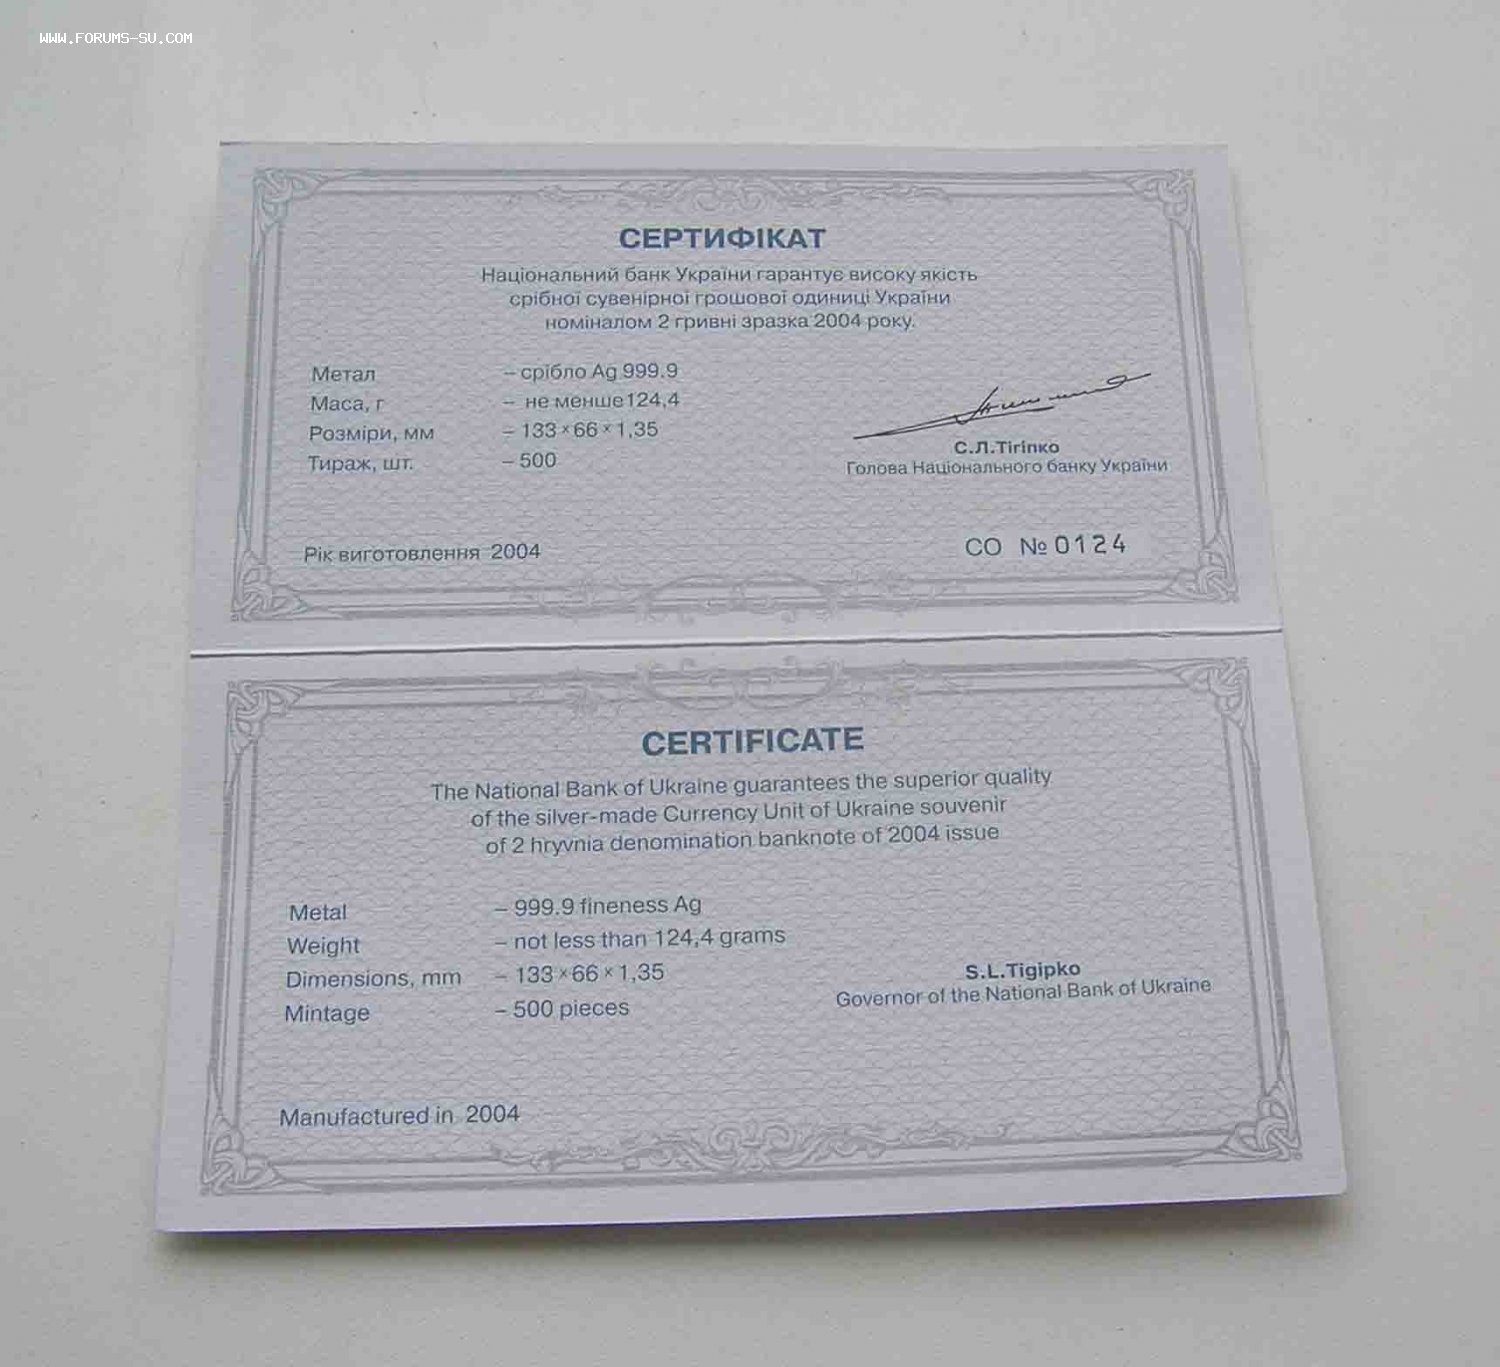 WWW.FORUMS-SU.COM
СЕРТИФІКАТ
Національний банк України гарантує високу якість
срібної сувенірної грошової одиниці України
номіналом 2 гривні зразка 2004 року.
Метал – срібло Ag 999.9
Маса, г – не менше 124,4
Розміри, мм – 133×66×1,35
Тираж, шт. – 500
С.Л.Тігіпко
Голова Національного банку України
Рік виготовлення 2004
СО № 0124
CERTIFICATE
The National Bank of Ukraine guarantees the superior quality
of the silver-made Currency Unit of Ukraine souvenir
of 2 hryvnia denomination banknote of 2004 issue
Metal – 999.9 fineness Ag
Weight – not less than 124,4 grams
Dimensions, mm – 133×66×1,35
Mintage – 500 pieces
S.L.Tigipko
Governor of the National Bank of Ukraine
Manufactured in 2004